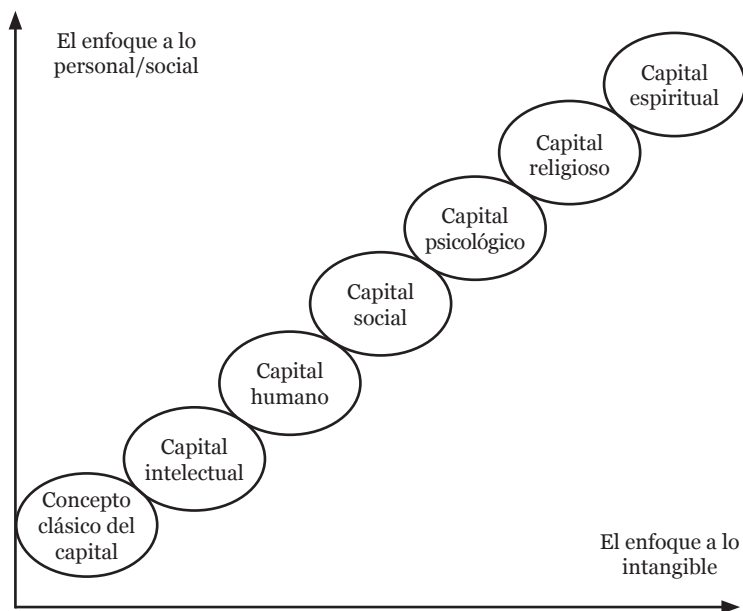 El enfoque a lo
personal/social
Capital
espiritual
Capital
religioso
Capital
psicológico
Capital
social
Capital
humano
Capital
intelectual
Concepto
clásico del
capital
El enfoque a lo
intangible